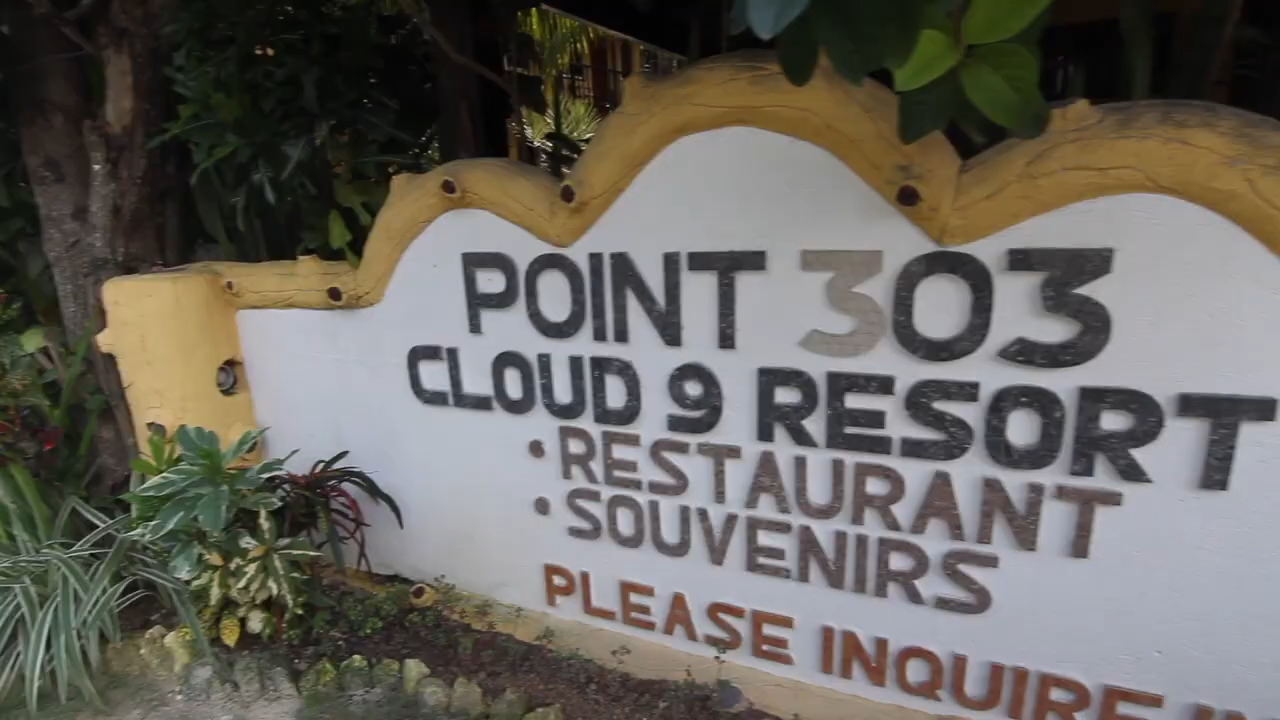 POINT 303
CLOUD 9 RESORT
• RESTAURANT
• SOUVENIRS
PLEASE INQUIRE